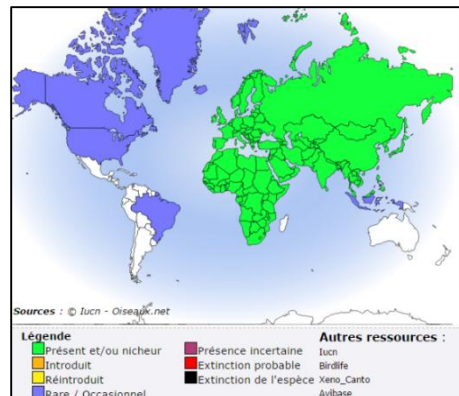 Sources : © Iucn - Oiseaux.net
Légende
Présent et/ou nicheur
Introduit
Réintroduit
Rare / Occasionnel
Présence incertaine
Extinction probable
Extinction de l'espèce
Autres ressources :
Iucn
Birdlife
Xeno_Canto
Avibase